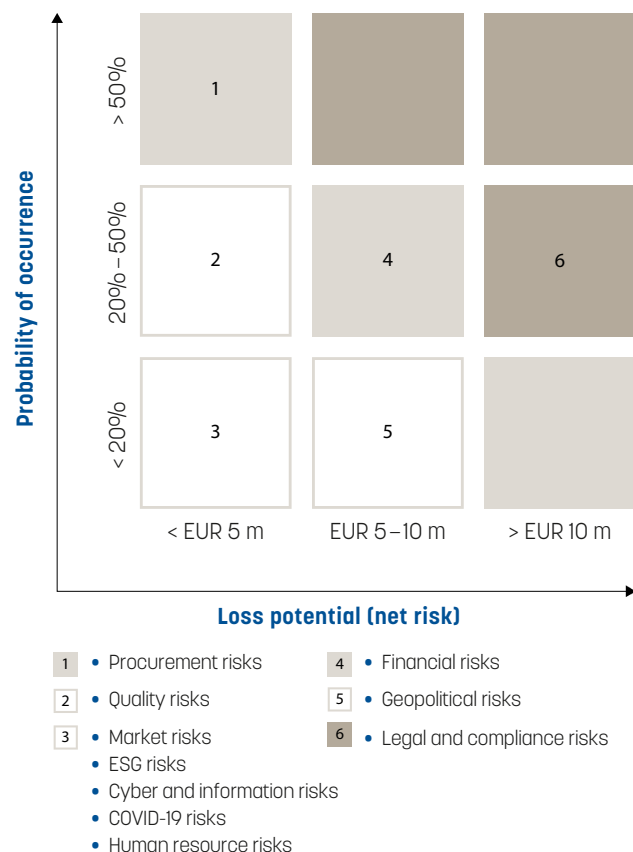 Probability of occurrence
> 50%
1
20%–50%
2
4
6
< 20%
3
5
< EUR 5 m
EUR 5–10 m
> EUR 10 m
Loss potential (net risk)
1 • Procurement risks
2 • Quality risks
3 • Market risks
• ESG risks
• Cyber and information risks
• COVID-19 risks
• Human resource risks
4 • Financial risks
5 • Geopolitical risks
6 • Legal and compliance risks